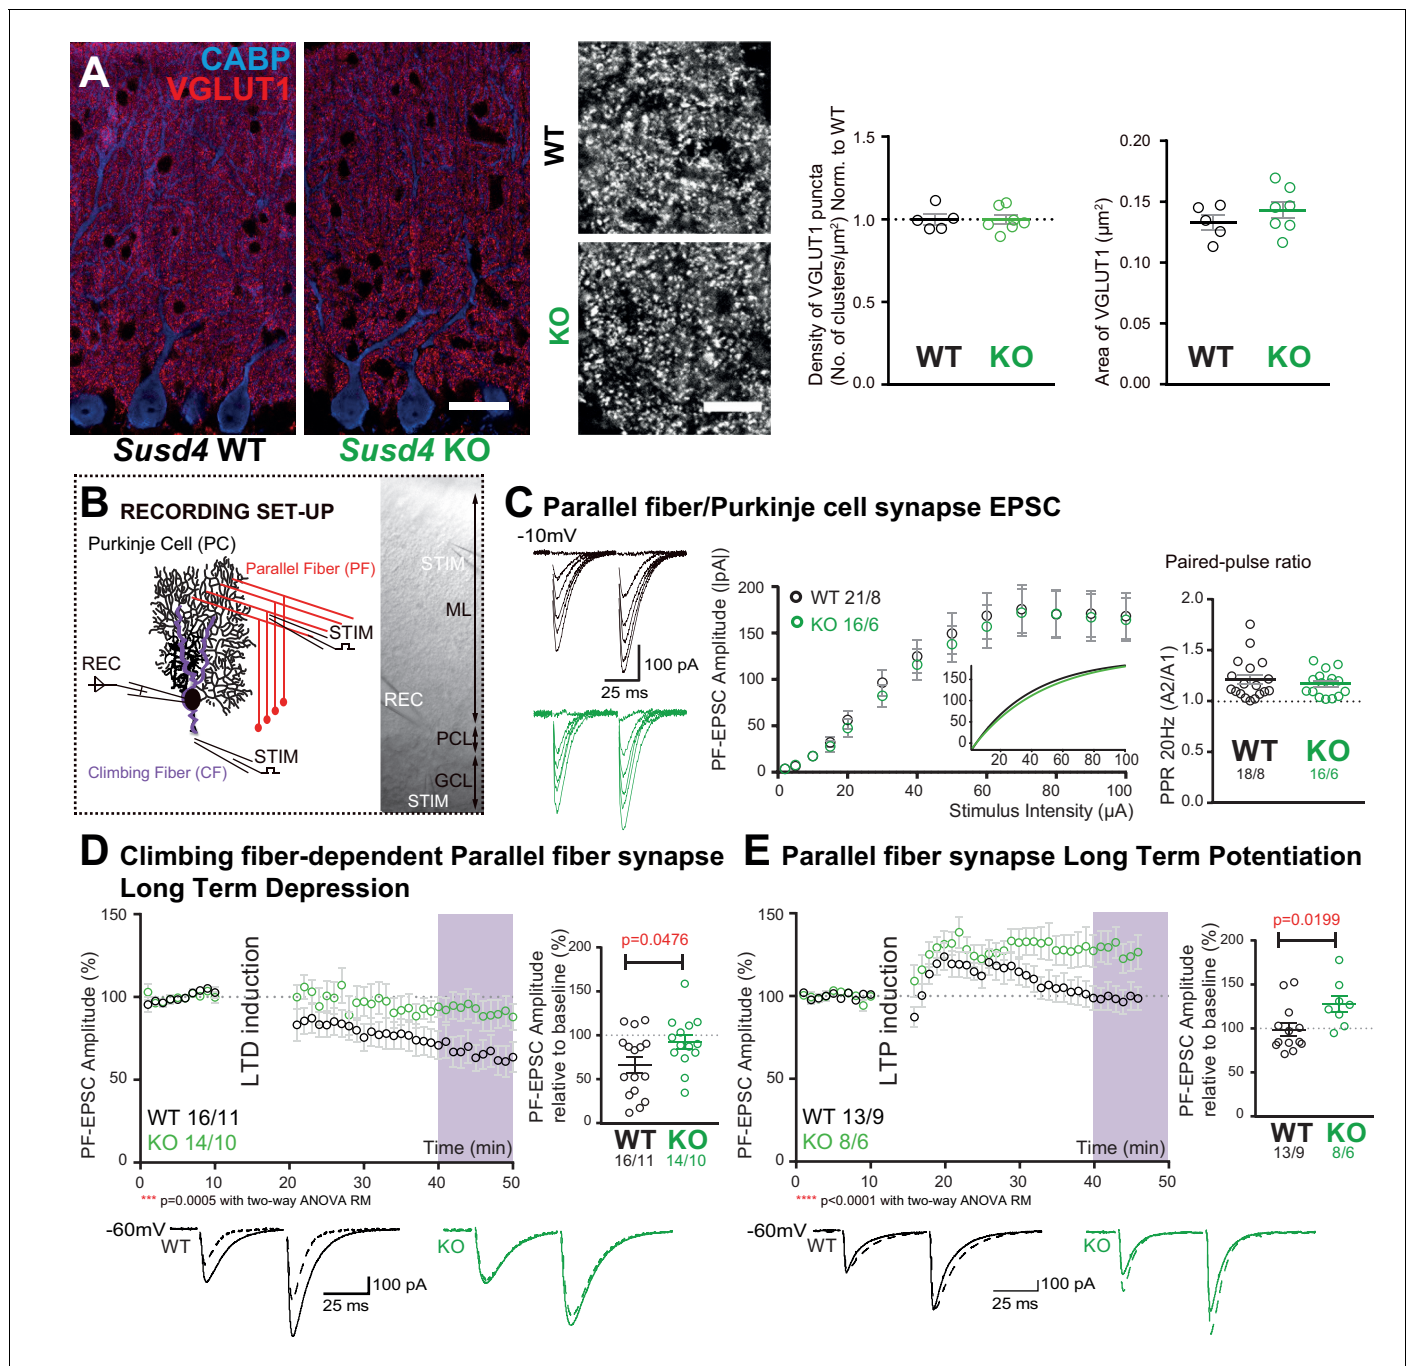 A
CABP
VGLUT1
Susd4 WT
Susd4 KO
WT
KO
Density of VGLUT1 puncta
(No. of clusters/µm²) Norm. to WT
1.5
1.0
0.5
0.0
WT
KO
Area of VGLUT1 (µm²)
0.20
0.15
0.10
0.05
0.00
WT
KO
B RECORDING SET-UP
Purkinje Cell (PC)
Parallel Fiber (PF)
STIM
REC
STIM
Climbing Fiber (CF)
STIM
ML
REC
PCL
GCL
STIM
C Parallel fiber/Purkinje cell synapse EPSC
-10mV
100 pA
25 ms
PF-EPSC Amplitude (|pA|)
200
150
100
50
0
WT 21/8
KO 16/6
150
100
50
0
20 40 60 80 100
0 20 40 60 80 100
Stimulus Intensity (µA)
Paired-pulse ratio
PPR 20Hz (A2/A1)
2.0
1.5
1.0
0.5
0.0
WT
18/8
KO
16/6
D Climbing fiber-dependent Parallel fiber synapse
Long Term Depression
PF-EPSC Amplitude (%)
150
100
50
0
LTD induction
WT 16/11
KO 14/10
Time (min)
0 10 20 30 40 50
*** p=0.0005 with two-way ANOVA RM
PF-EPSC Amplitude
relative to baseline (%)
200
150
100
50
0
p=0.0476
WT
16/11
KO
14/10
-60mV
WT
100 pA
25 ms
KO
E Parallel fiber synapse Long Term Potentiation
PF-EPSC Amplitude (%)
150
100
50
0
LTP induction
WT 13/9
KO 8/6
Time (min)
0 10 20 30 40 50
**** p<0.0001 with two-way ANOVA RM
PF-EPSC Amplitude
relative to baseline (%)
200
150
100
50
0
p=0.0199
WT
13/9
KO
8/6
-60mV
WT
100 pA
25 ms
KO